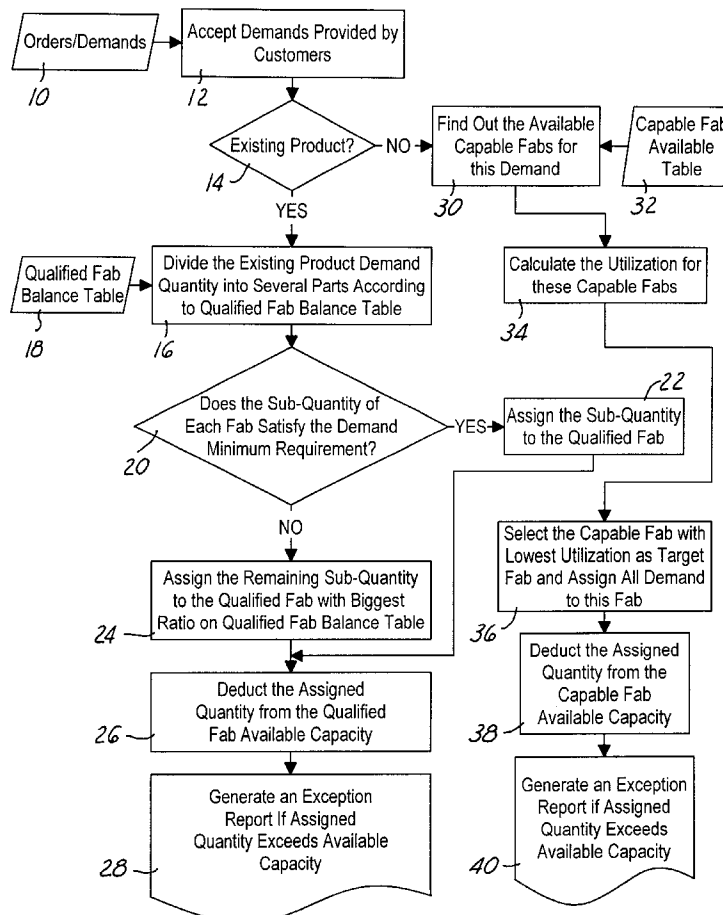 Orders/Demands
10
Accept Demands Provided by
Customers
12
Existing Product?
14
NO
YES
Find Out the Available
Capable Fabs for
this Demand
30
Capable Fab
Available
Table
32
Qualified Fab
Balance Table
18
Divide the Existing Product Demand
Quantity into Several Parts According
to Qualified Fab Balance Table
16
Calculate the Utilization for
these Capable Fabs
34
Does the Sub-Quantity of
Each Fab Satisfy the Demand
Minimum Requirement?
20
YES
NO
22
Assign the Sub-Quantity
to the Qualified Fab
Assign the Remaining Sub-Quantity
to the Qualified Fab with Biggest
Ratio on Qualified Fab Balance Table
24
Select the Capable Fab with
Lowest Utilization as Target
Fab and Assign All Demand
to this Fab
36
Deduct the Assigned
Quantity from the Qualified
Fab Available Capacity
26
Deduct the Assigned
Quantity from the
Capable Fab
Available Capacity
38
Generate an Exception
Report If Assigned
Quantity Exceeds Available
Capacity
28
Generate an Exception
Report if Assigned
Quantity Exceeds
Available Capacity
40